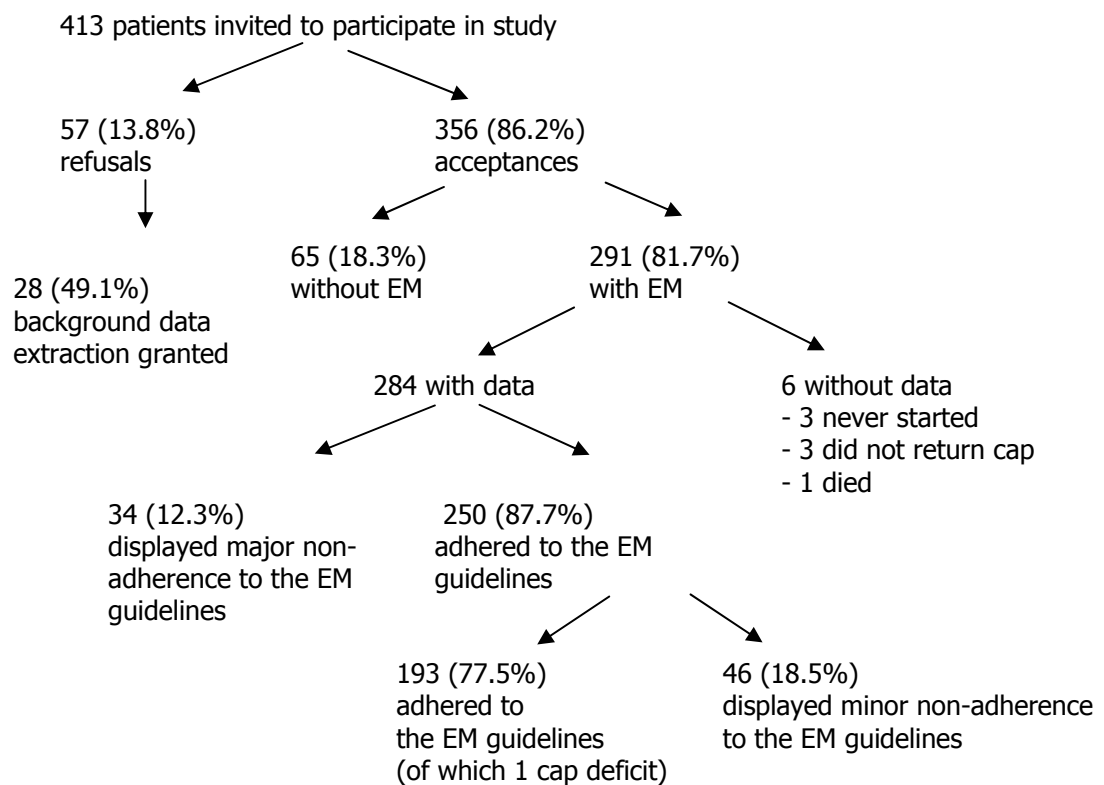 413 patients invited to participate in study
57 (13.8%)
refusals
356 (86.2%)
acceptances
28 (49.1%)
background data
extraction granted
65 (18.3%)
without EM
291 (81.7%)
with EM
284 with data
6 without data
- 3 never started
- 3 did not return cap
- 1 died
34 (12.3%)
displayed major non-
adherence to the EM
guidelines
250 (87.7%)
adhered to the EM
guidelines
193 (77.5%)
adhered to
the EM guidelines
(of which 1 cap deficit)
46 (18.5%)
displayed minor non-adherence
to the EM guidelines